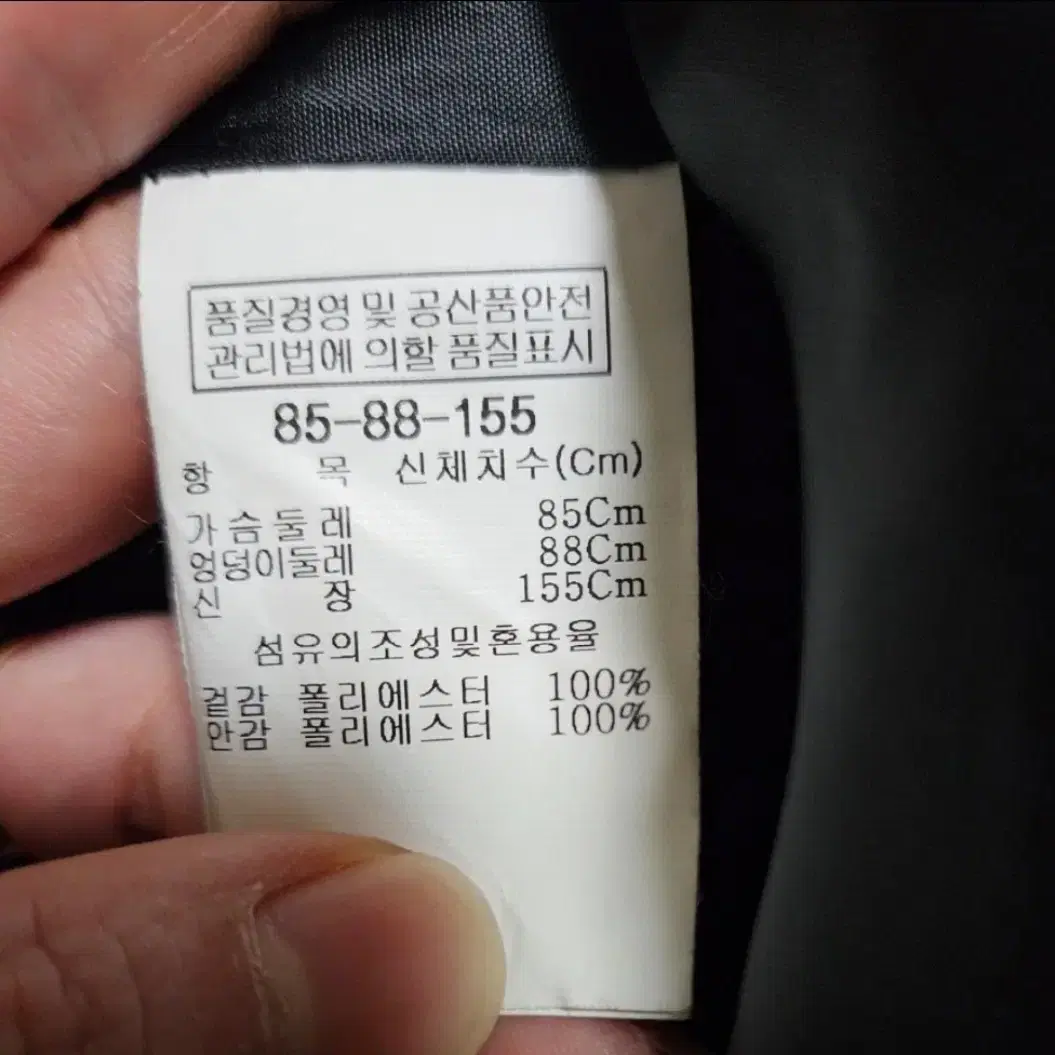 품질경영 및 공산품안전
관리법에 의할 품질표시
85-88-155
항 목 신체치수(Cm)
가슴둘레 85Cm
엉덩이둘레 88Cm
신 장 155Cm
섬유의조성및혼용율
겉감 폴리에스터 100%
안감 폴리에스터 100%